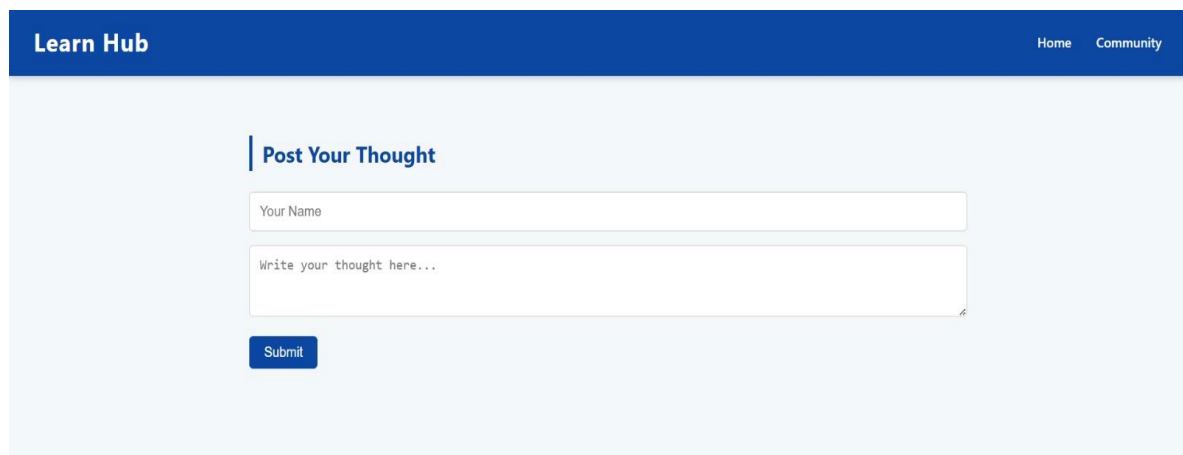 Learn Hub
Home Community
Post Your Thought
Your Name
Write your thought here...
Submit